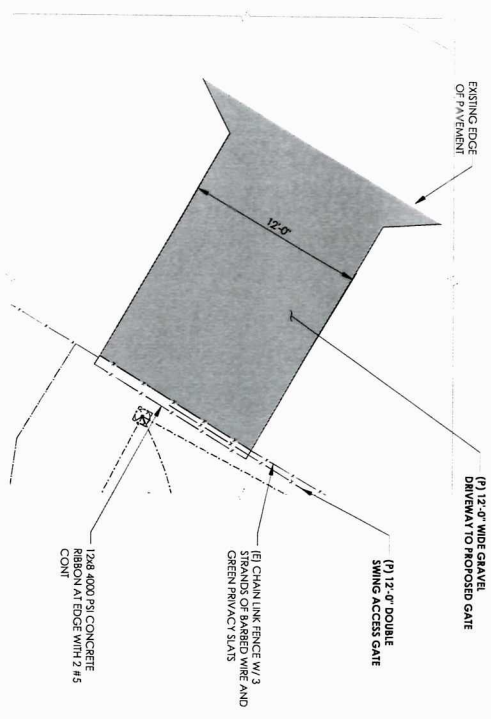 (P) 12'-0" WIDE GRAVEL
DRIVEWAY TO PROPOSED GATE
(P) 12'-0" DOUBLE
SWING ACCESS GATE
(E) CHAIN LINK FENCE W/ 3
STRANDS OF BARBED WIRE AND
GREEN PRIVACY SLATS
12x8 4000 PSI CONCRETE
RIBBON AT EDGE WITH 2 #5
CONT
EXISTING EDGE
OF PAVEMENT
12'-0"